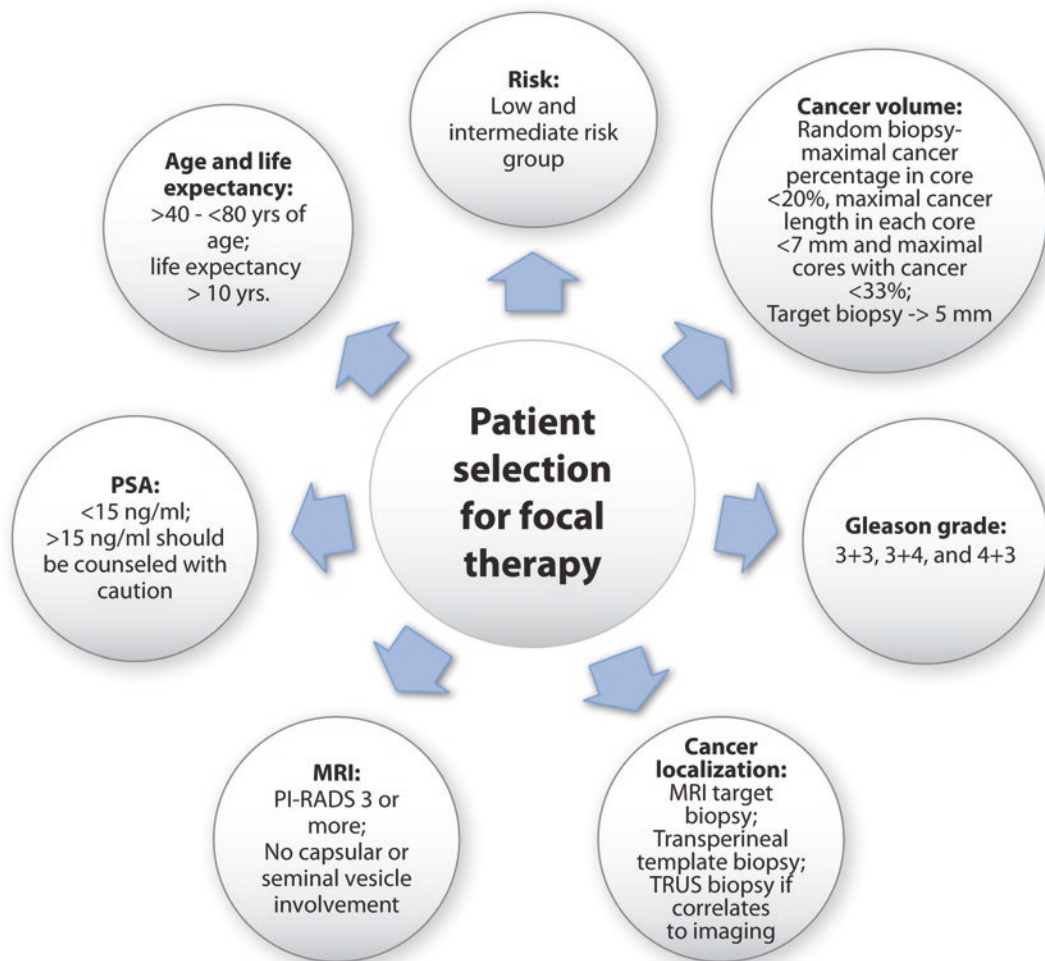 Patient
selection
for focal
therapy
Risk:
Low and
intermediate risk
group
Cancer volume:
Random biopsy-
maximal cancer
percentage in core
<20%, maximal cancer
length in each core
<7 mm and maximal
cores with cancer
<33%;
Target biopsy -> 5 mm
Gleason grade:
3+3, 3+4, and 4+3
Cancer
localization:
MRI target
biopsy;
Transperineal
template biopsy;
TRUS biopsy if
correlates
to imaging
MRI:
PI-RADS 3 or
more;
No capsular or
seminal vesicle
involvement
PSA:
<15 ng/ml;
>15 ng/ml should
be counseled with
caution
Age and life
expectancy:
>40 - <80 yrs of
age;
life expectancy
> 10 yrs.